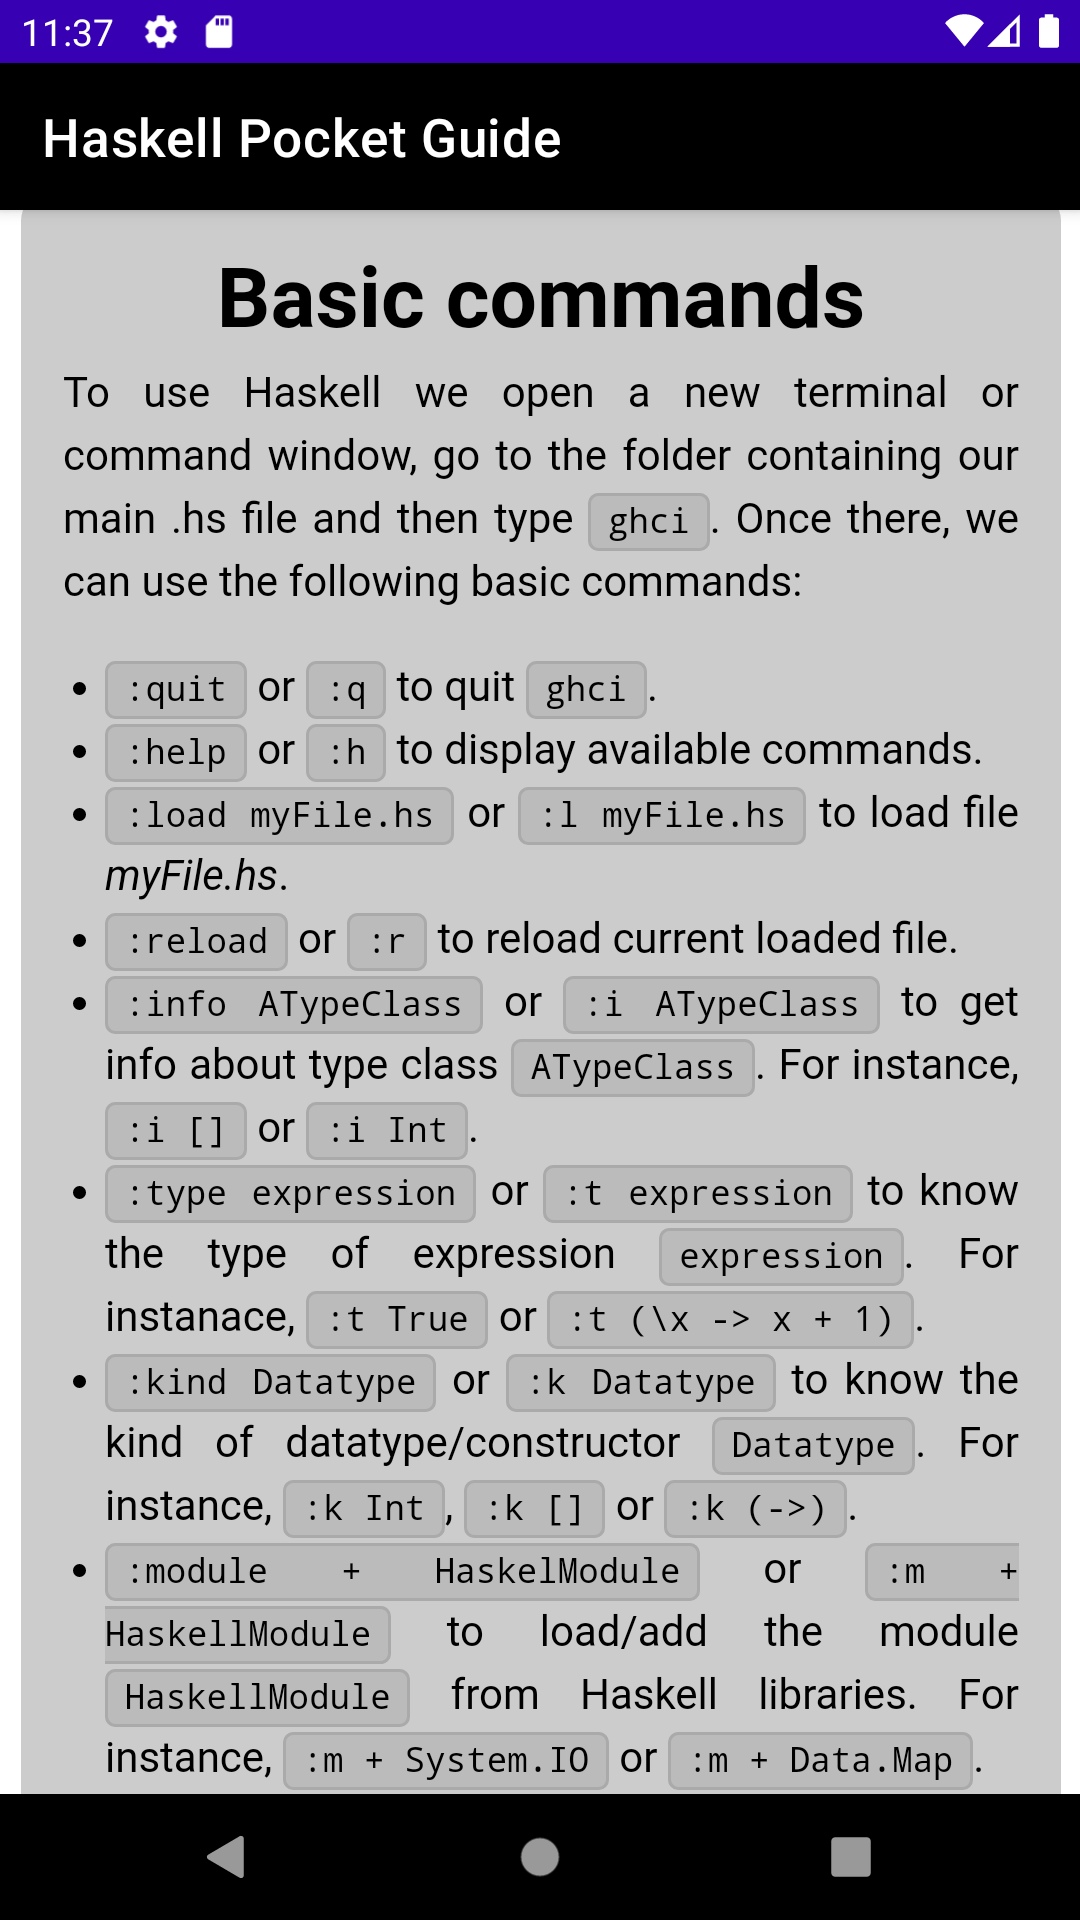 11:37
Haskell Pocket Guide
Basic commands
To use Haskell we open a new terminal or
command window, go to the folder containing our
main .hs file and then type ghci. Once there, we
can use the following basic commands:
• :quit or :q to quit ghci.
• :help or :h to display available commands.
• :load myFile.hs or :l myFile.hs to load file
myFile.hs.
• :reload or :r to reload current loaded file.
• :info ATypeClass or :i ATypeClass to get
info about type class ATypeClass. For instance,
:i [] or :i Int.
• :type expression or :t expression to know
the type of expression expression. For
instanace, :t True or :t (\x -> x + 1).
• :kind Datatype or :k Datatype to know the
kind of datatype/constructor Datatype. For
instance, :k Int, :k [] or :k (->).
• :module + HaskelModule or :m +
HaskellModule to load/add the module
HaskellModule from Haskell libraries. For
instance, :m + System.IO or :m + Data.Map.